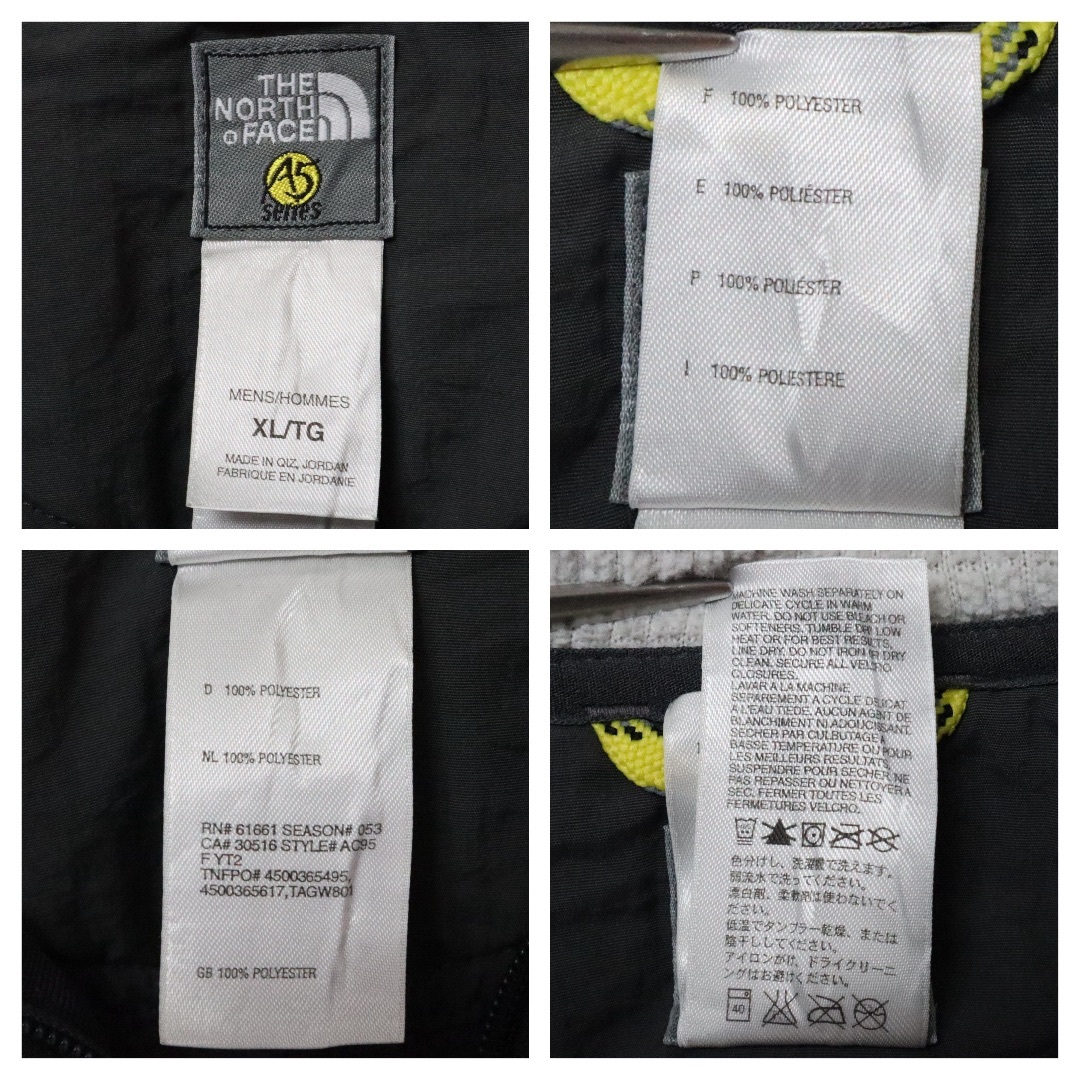 THE
NORTH
FACE
A5
series
MENS/HOMMES
XL/TG
MADE IN QIZ, JORDAN
FABRIQUE EN JORDANIE
F 100% POLYESTER
E 100% POLIÉSTER
P 100% POLIÉSTER
I 100% POLIESTERE
D 100% POLYESTER
NL 100% POLYESTER
RN# 61661 SEASON# 053
CA# 30516 STYLE# AC95
F YT2
TNFPO# 4500365495,
4500365617,TAGW801
GB 100% POLYESTER
MACHINE WASH SEPARATELY ON
DELICATE CYCLE IN WARM
WATER. DO NOT USE BLEACH OR
SOFTENERS. TUMBLE DRY LOW
HEAT OR FOR BEST RESULTS,
LINE DRY. DO NOT IRON OR DRY
CLEAN. SECURE ALL VELCRO
CLOSURES.
LAVAR A LA MACHINE
SEPAREMENT A CYCLE DELICAT
A L'EAU TIEDE. AUCUN AGENT DE
BLANCHIMENT NI ADOUCISSANT.
SECHER PAR CULBUTAGE A
BASSE TEMPERATURE OU POUR
LES MEILLEURS RESULTATS,
SUSPENDRE POUR SECHER. NE
PAS REPASSER OU NETTOYER A
SEC. FERMER TOUTES LES
FERMETURES VELCRO.
色分けし、洗濯機で洗えます。
弱流水で洗ってください。
漂白剤、柔軟剤は使わないでく
ださい。
低温でタンブラー乾燥、または
陰干ししてください。
アイロンがけ、ドライクリーニ
ングはお避けください。
40